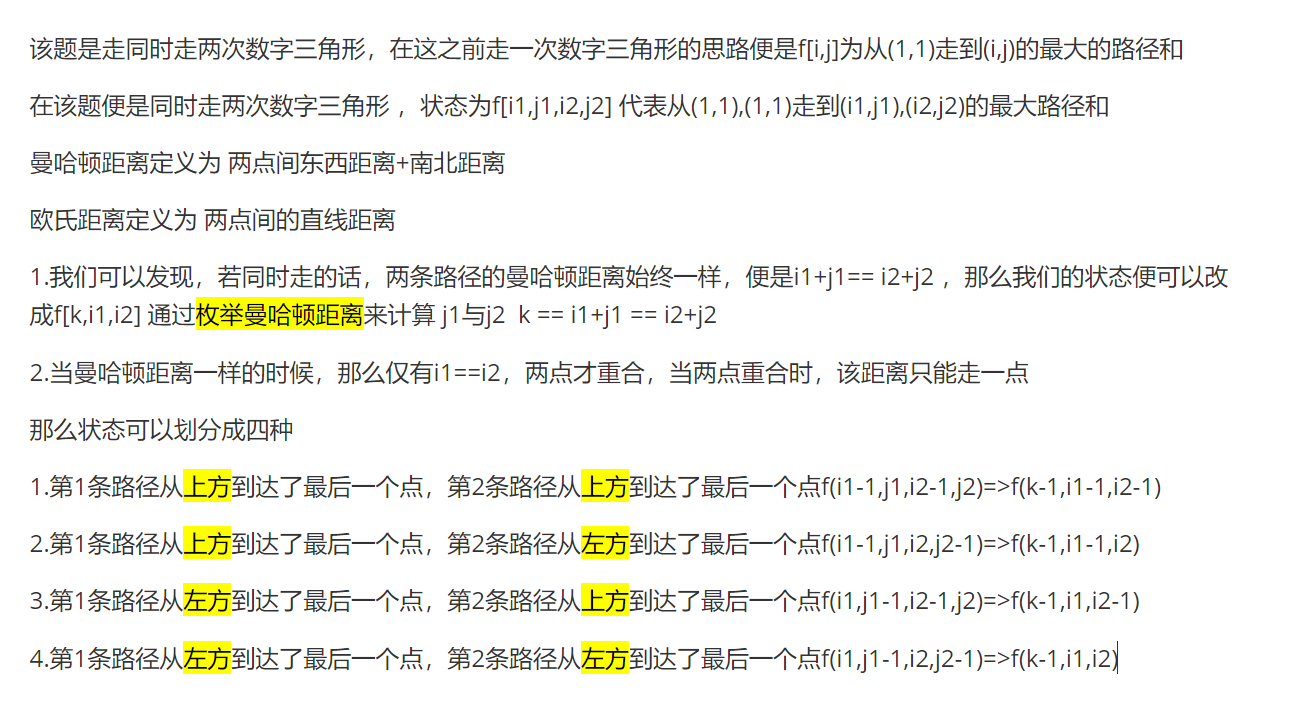 该题是走同时走两次数字三角形，在这之前走一次数字三角形的思路便是f[i,j]为从(1,1)走到(i,j)的最大的路径和
在该题便是同时走两次数字三角形 ，状态为f[i1,j1,i2,j2] 代表从(1,1),(1,1)走到(i1,j1),(i2,j2)的最大路径和
曼哈顿距离定义为 两点间东西距离+南北距离
欧氏距离定义为 两点间的直线距离
1.我们可以发现，若同时走的话，两条路径的曼哈顿距离始终一样，便是i1+j1== i2+j2 ，那么我们的状态便可以改
成f[k,i1,i2] 通过枚举曼哈顿距离来计算 j1与j2  k == i1+j1 == i2+j2
2.当曼哈顿距离一样的时候，那么仅有i1==i2，两点才重合，当两点重合时，该距离只能走一点
那么状态可以划分成四种
1.第1条路径从上方到达了最后一个点，第2条路径从上方到达了最后一个点f(i1-1,j1,i2-1,j2)=>f(k-1,i1-1,i2-1)
2.第1条路径从上方到达了最后一个点，第2条路径从左方到达了最后一个点f(i1-1,j1,i2,j2-1)=>f(k-1,i1-1,i2)
3.第1条路径从左方到达了最后一个点，第2条路径从上方到达了最后一个点f(i1,j1-1,i2-1,j2)=>f(k-1,i1,i2-1)
4.第1条路径从左方到达了最后一个点，第2条路径从左方到达了最后一个点f(i1,j1-1,i2,j2-1)=>f(k-1,i1,i2)